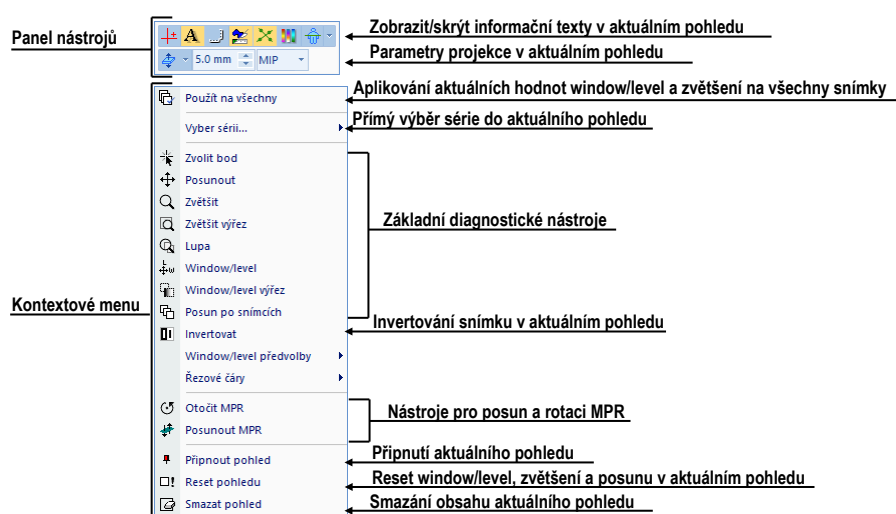 Panel nástrojů
Zobrazit/skrýt informační texty v aktuálním pohledu
A
5.0 mm MIP
Parametry projekce v aktuálním pohledu
Použít na všechny
Aplikování aktuálních hodnot window/level a zvětšení na všechny snímky
Vyber sérii...
Přímý výběr série do aktuálního pohledu
Zvolit bod
Posunout
Zvětšit
Zvětšit výřez
Základní diagnostické nástroje
Lupa
Window/level
Window/level výřez
Kontextové menu
Posun po snímcích
Invertovat
Invertování snímku v aktuálním pohledu
Window/level předvolby
Řezové čáry
Otočit MPR
Nástroje pro posun a rotaci MPR
Posunout MPR
Připnout pohled
Připnutí aktuálního pohledu
Reset pohledu
Reset window/level, zvětšení a posunu v aktuálním pohledu
Smazat pohled
Smazání obsahu aktuálního pohledu